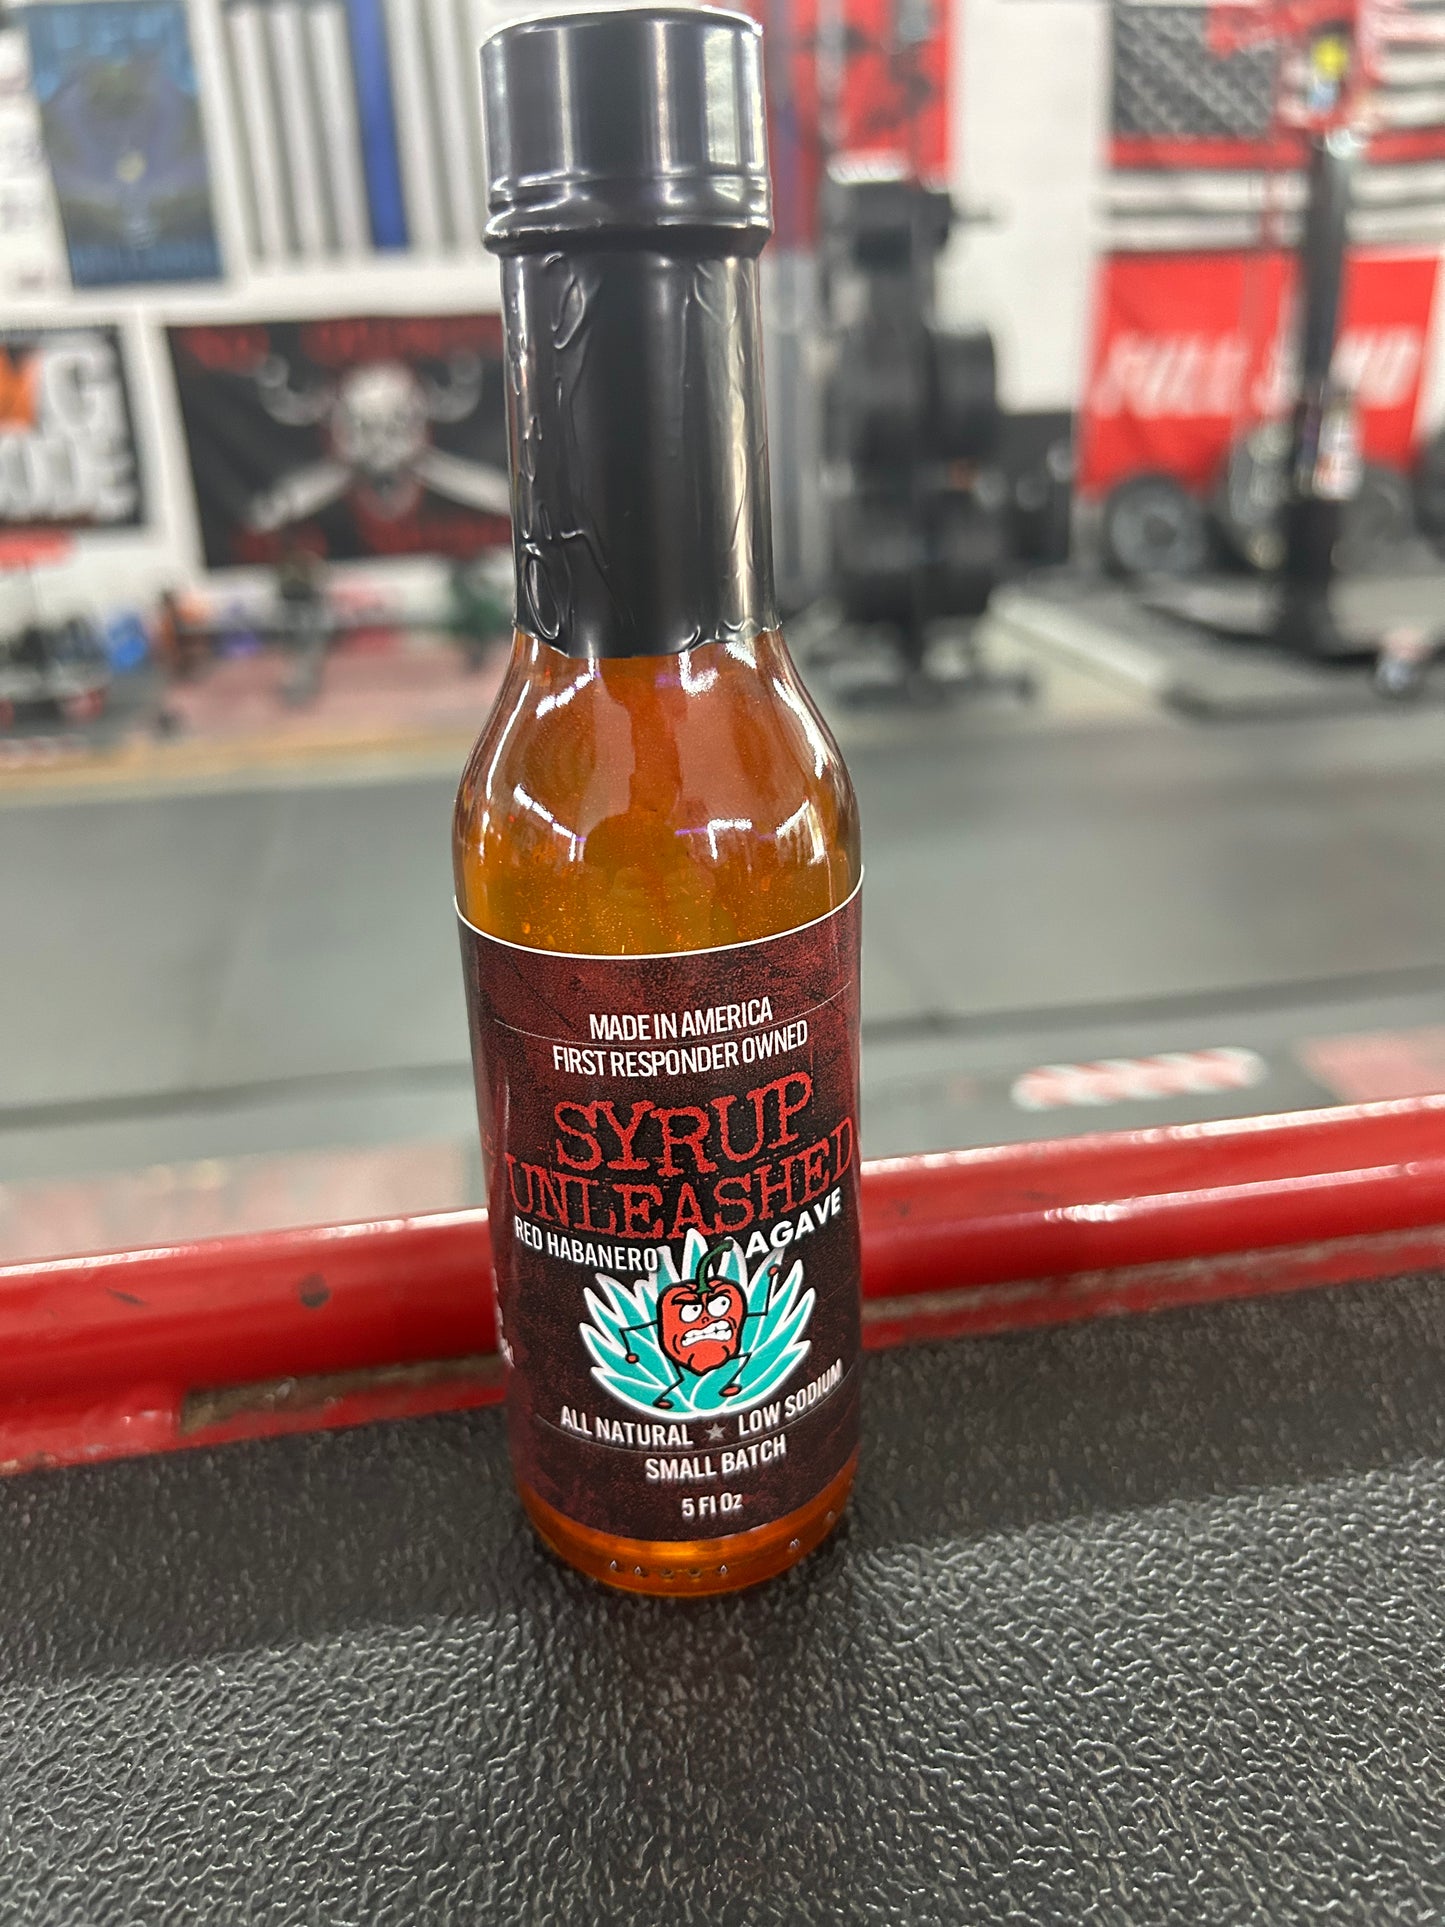 MADE IN AMERICA
FIRST RESPONDER OWNED
SYRUP
UNLEASHED
RED HABANERO AGAVE
ALL NATURAL ★ LOW SODIUM
SMALL BATCH
5 Fl Oz